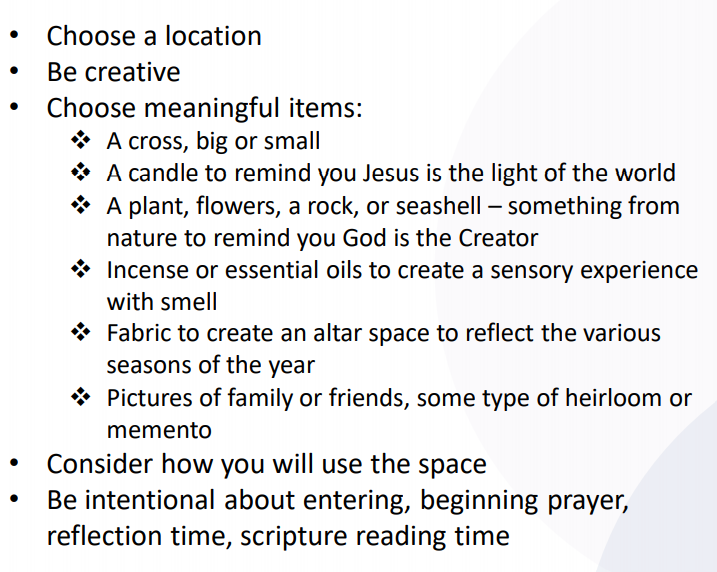 • Choose a location
• Be creative
• Choose meaningful items:
❖ A cross, big or small
❖ A candle to remind you Jesus is the light of the world
❖ A plant, flowers, a rock, or seashell – something from
nature to remind you God is the Creator
❖ Incense or essential oils to create a sensory experience
with smell
❖ Fabric to create an altar space to reflect the various
seasons of the year
❖ Pictures of family or friends, some type of heirloom or
memento
• Consider how you will use the space
• Be intentional about entering, beginning prayer,
reflection time, scripture reading time